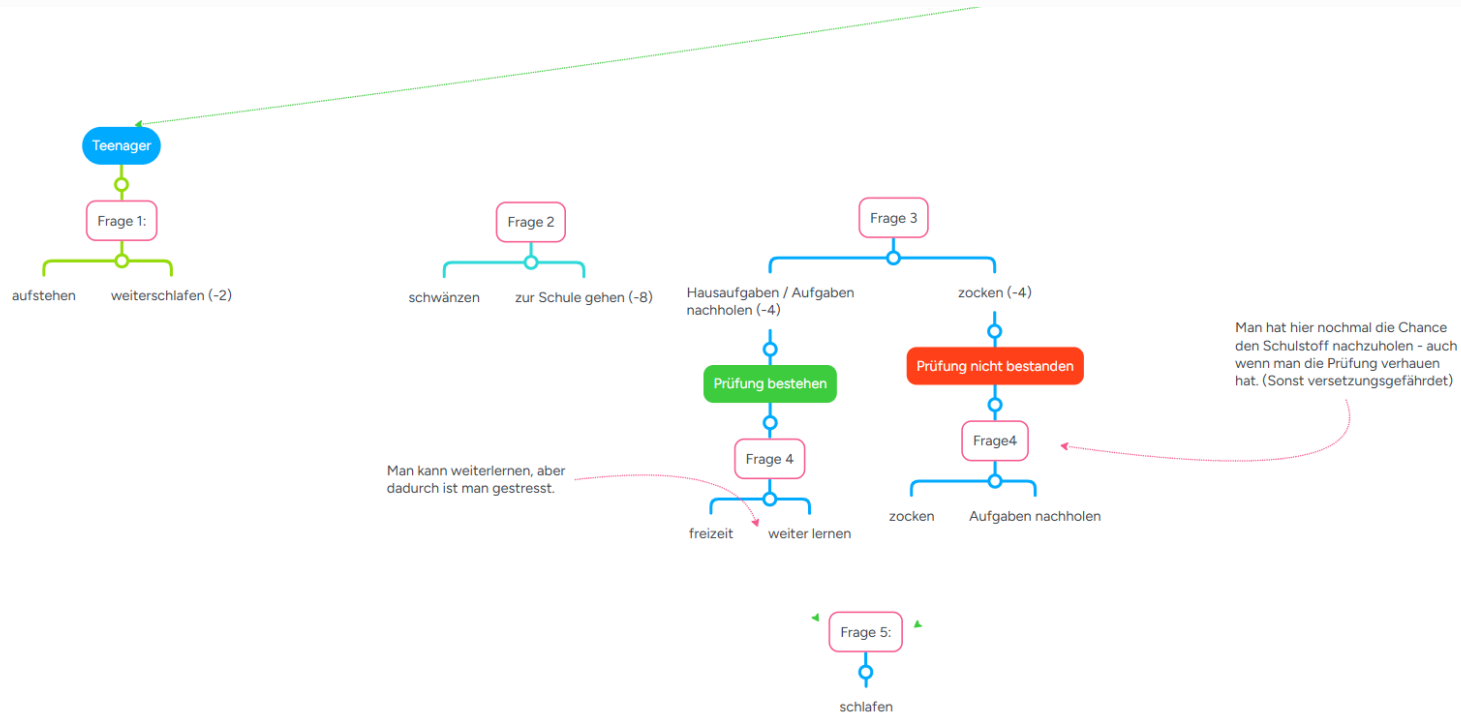 Teenager
Frage 1:
aufstehen
weiterschlafen (-2)
Frage 2
schwänzen
zur Schule gehen (-8)
Frage 3
Hausaufgaben / Aufgaben
nachholen (-4)
zocken (-4)
Prüfung bestehen
Prüfung nicht bestanden
Man hat hier nochmal die Chance
den Schulstoff nachzuholen - auch
wenn man die Prüfung verhauen
hat. (Sonst versetzungsgefährdet)
Frage 4
Frage4
Man kann weiterlernen, aber
dadurch ist man gestresst.
freizeit
weiter lernen
zocken
Aufgaben nachholen
Frage 5:
schlafen